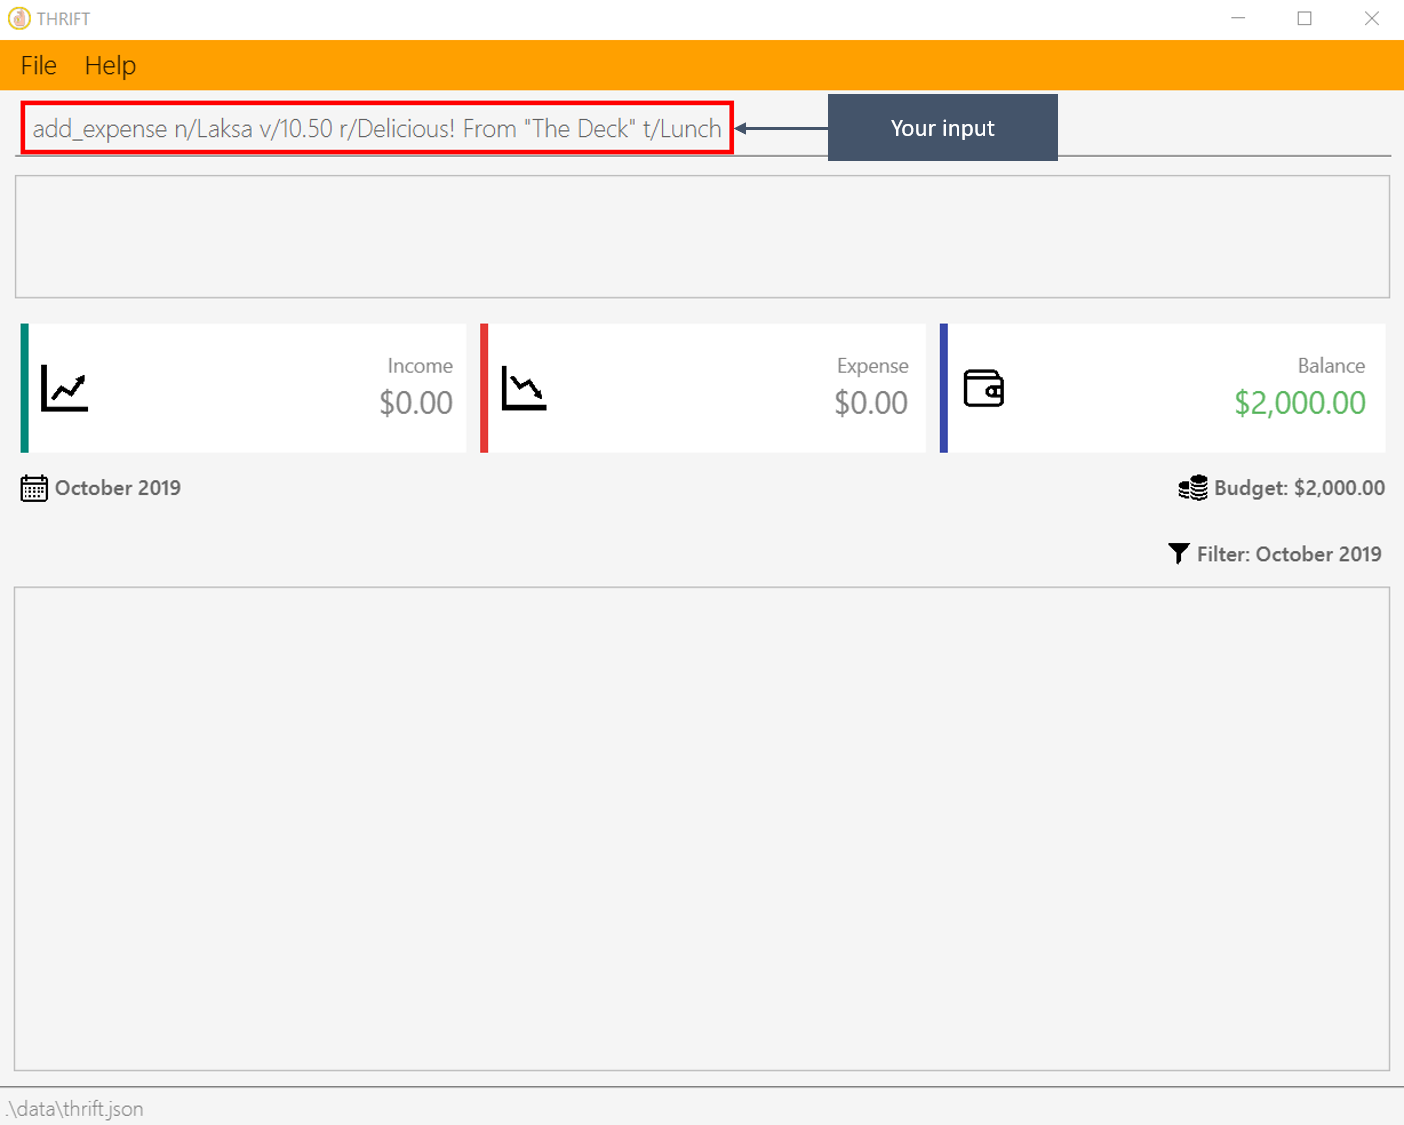 THRIFT
File Help
add_expense n/Laksa v/10.50 r/Delicious! From "The Deck" t/Lunch
Your input
Income
$0.00
Expense
$0.00
Balance
$2,000.00
October 2019
Budget: $2,000.00
Filter: October 2019
.\data\thrift.json